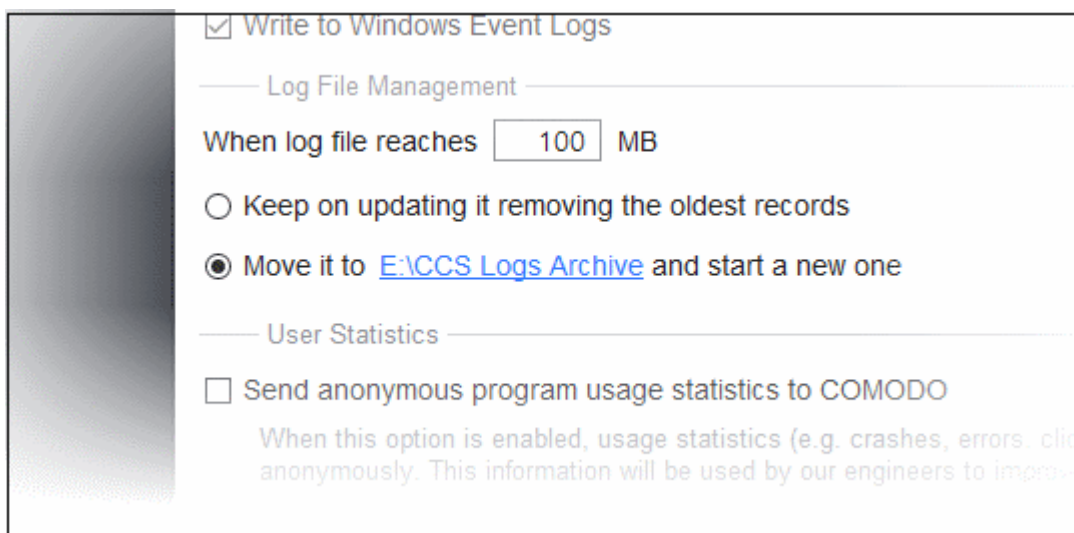 Write to Windows Event Logs
Log File Management
When log file reaches 100 MB
Keep on updating it removing the oldest records
Move it to E:\CCS Logs Archive and start a new one
User Statistics
Send anonymous program usage statistics to COMODO
When this option is enabled, usage statistics (e.g. crashes, errors. clic
anonymously. This information will be used by our engineers to improv